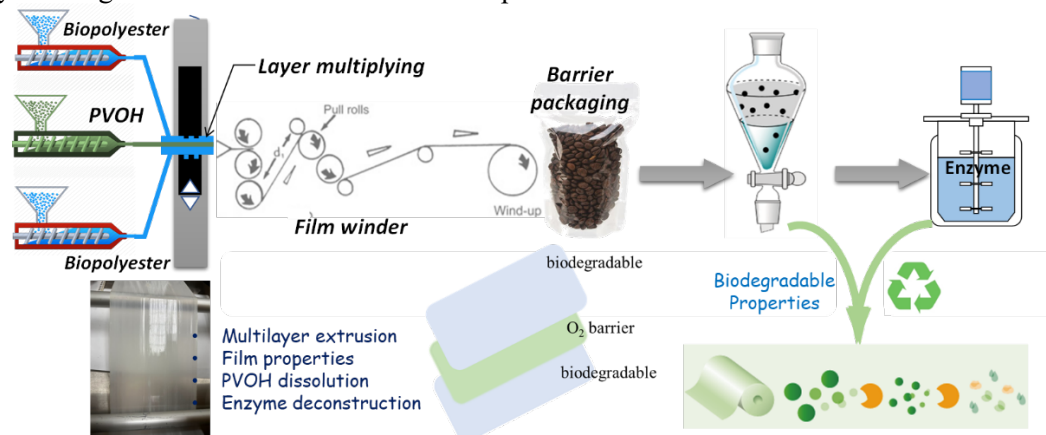 Biopolyester
PVOH
Biopolyester
Layer multiplying
Pull rolls
d₁
Wind-up
Film winder
Barrier
packaging
Enzyme
biodegradable
O₂ barrier
biodegradable
Biodegradable
Properties
• Multilayer extrusion
• Film properties
• PVOH dissolution
• Enzyme deconstruction